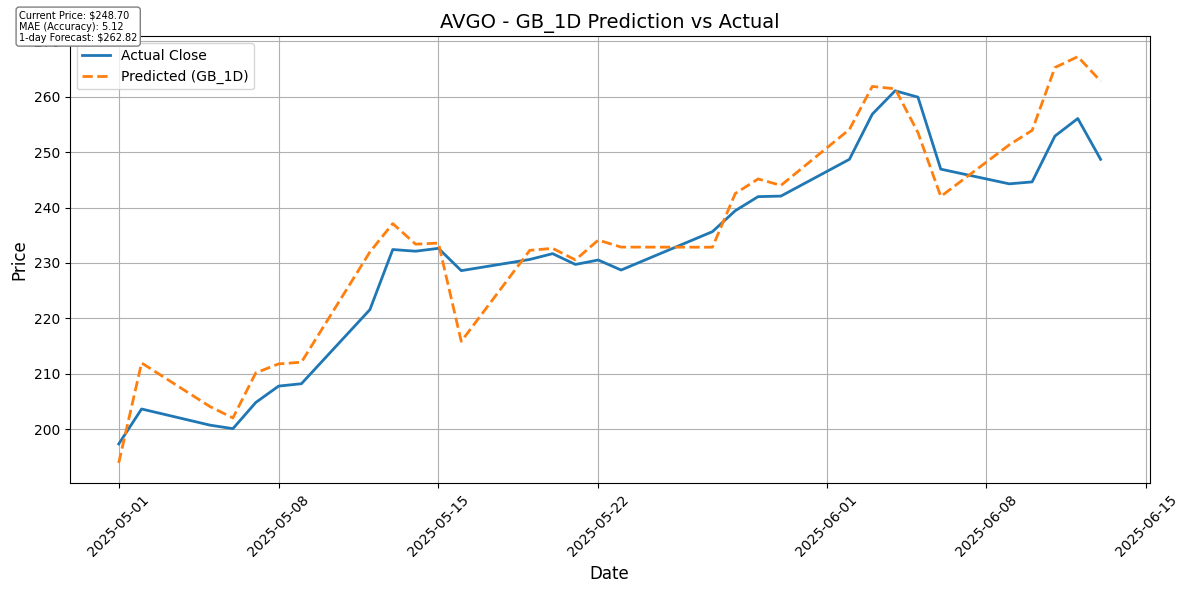 AVGO - GB_1D Prediction vs Actual
Current Price: $248.70
MAE (Accuracy): 5.12
1-day Forecast: $262.82
Actual Close
Predicted (GB_1D)
Price
260
250
240
230
220
210
200
2025-05-01
2025-05-08
2025-05-15
2025-05-22
2025-06-01
2025-06-08
2025-06-15
Date